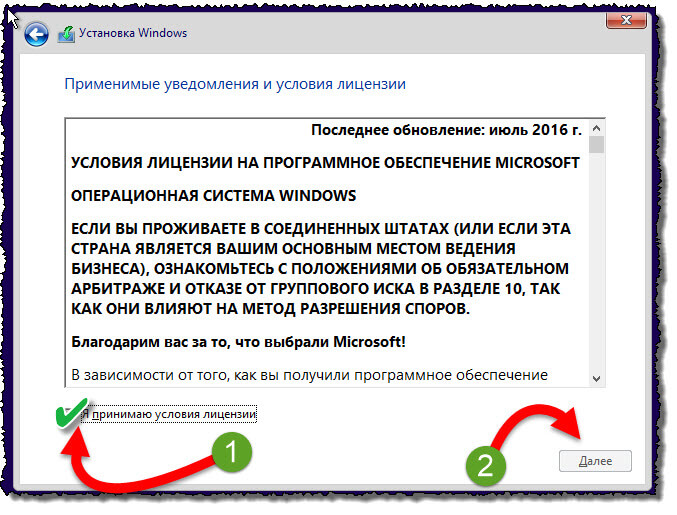 Установка Windows
Применимые уведомления и условия лицензии
Последнее обновление: июль 2016 г.
УСЛОВИЯ ЛИЦЕНЗИИ НА ПРОГРАММНОЕ ОБЕСПЕЧЕНИЕ MICROSOFT
ОПЕРАЦИОННАЯ СИСТЕМА WINDOWS
ЕСЛИ ВЫ ПРОЖИВАЕТЕ В СОЕДИНЕННЫХ ШТАТАХ (ИЛИ ЕСЛИ ЭТА
СТРАНА ЯВЛЯЕТСЯ ВАШИМ ОСНОВНЫМ МЕСТОМ ВЕДЕНИЯ
БИЗНЕСА), ОЗНАКОМЬТЕСЬ С ПОЛОЖЕНИЯМИ ОБ ОБЯЗАТЕЛЬНОМ
АРБИТРАЖЕ И ОТКАЗЕ ОТ ГРУППОВОГО ИСКА В РАЗДЕЛЕ 10, ТАК
КАК ОНИ ВЛИЯЮТ НА МЕТОД РАЗРЕШЕНИЯ СПОРОВ.
Благодарим вас за то, что выбрали Microsoft!
В зависимости от того, как вы получили программное обеспечение
Я принимаю условия лицензии
1
2
Далее